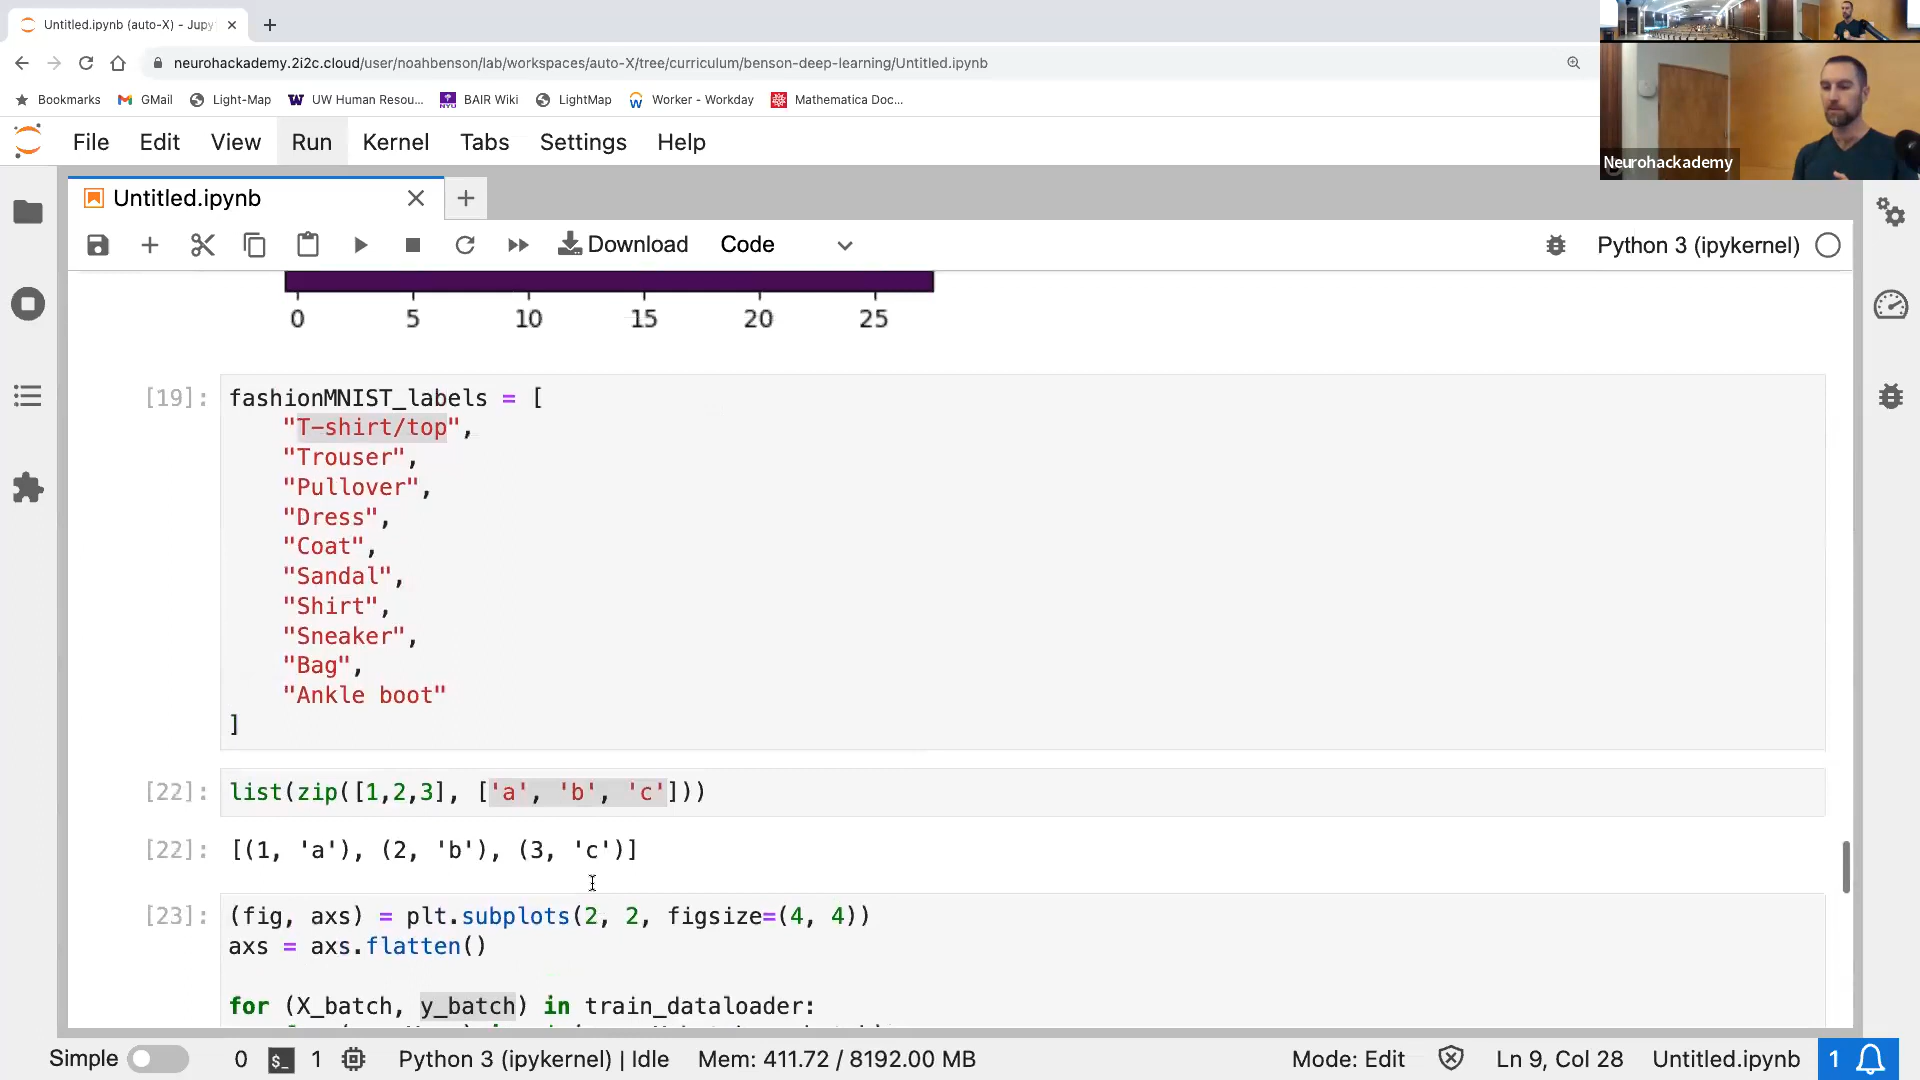 Untitled.ipynb (auto-X) - Jupy
neurohackademy.2i2c.cloud/user/noahbenson/lab/workspaces/auto-X/tree/curriculum/benson-deep-learning/Untitled.ipynb
Bookmarks GMail Light-Map UW Human Resou... BAIR Wiki LightMap Worker - Workday Mathematica Doc...
File Edit View Run Kernel Tabs Settings Help
Neurohackademy
Untitled.ipynb
Download Code Python 3 (ipykernel)
0 5 10 15 20 25
[19]: fashionMNIST_labels = [
"T-shirt/top",
"Trouser",
"Pullover",
"Dress",
"Coat",
"Sandal",
"Shirt",
"Sneaker",
"Bag",
"Ankle boot"
]
[22]: list(zip([1,2,3], ['a', 'b', 'c']))
[22]: [(1, 'a'), (2, 'b'), (3, 'c')]
[23]: (fig, axs) = plt.subplots(2, 2, figsize=(4, 4))
axs = axs.flatten()
for (X_batch, y_batch) in train_dataloader:
Simple 0 $_ 1 Python 3 (ipykernel) | Idle Mem: 411.72 / 8192.00 MB Mode: Edit Ln 9, Col 28 Untitled.ipynb 1